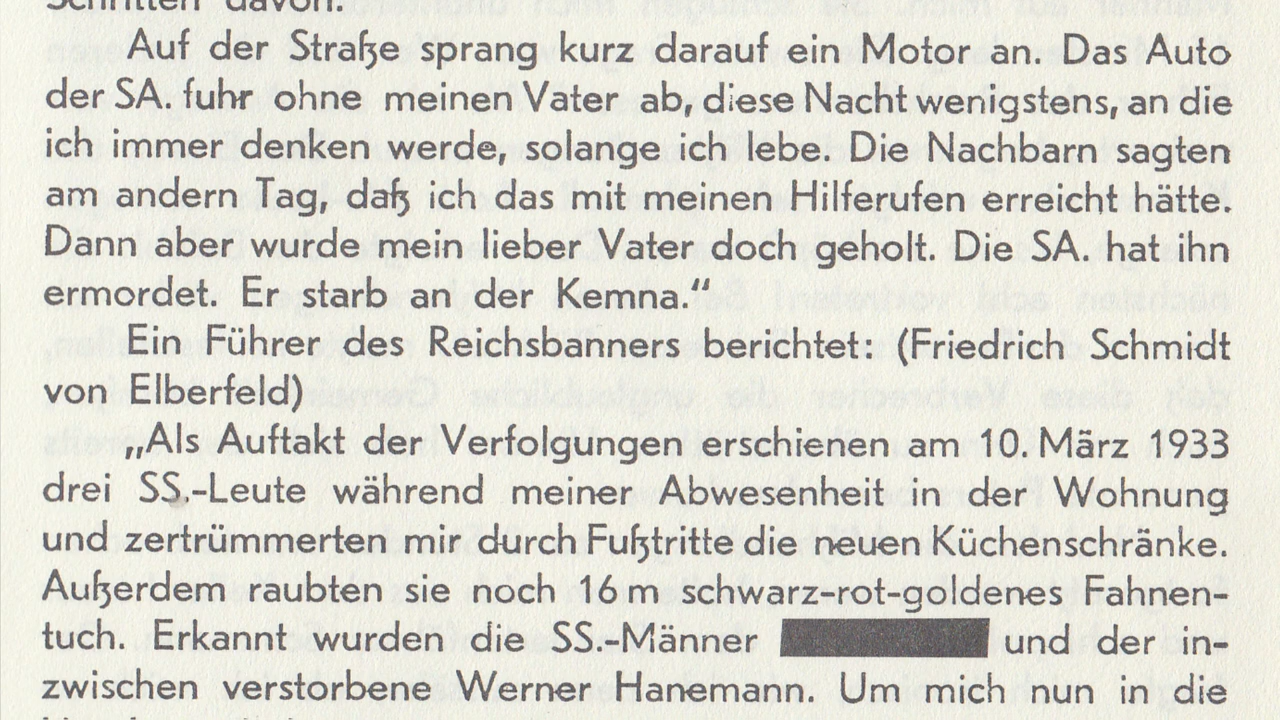 Schritten davon.
Auf der Straße sprang kurz darauf ein Motor an. Das Auto
der SA. fuhr ohne meinen Vater ab, diese Nacht wenigstens, an die
ich immer denken werde, solange ich lebe! Die Nachbarn sagten
am andern Tag, daß ich das mit meinen Hilferufen erreicht hätte.
Dann aber wurde mein lieber Vater doch geholt. Die SA. hat ihn
ermordet. Er starb an der Kemna.“
Ein Führer des Reichsbanners berichtet: (Friedrich Schmidt
von Elberfeld)
„Als Auftakt der Verfolgungen erschienen am 10. März 1933
drei SS.-Leute während meiner Abwesenheit in der Wohnung
und zertrümmerten mir durch Fußtritte die neuen Küchenschränke.
Außerdem raubten sie noch 16 m schwarz-rot-goldenes Fahnen-
tuch. Erkannt wurden die SS.-Männer und der in-
zwischen verstorbene Werner Hanemann. Um mich nun in die